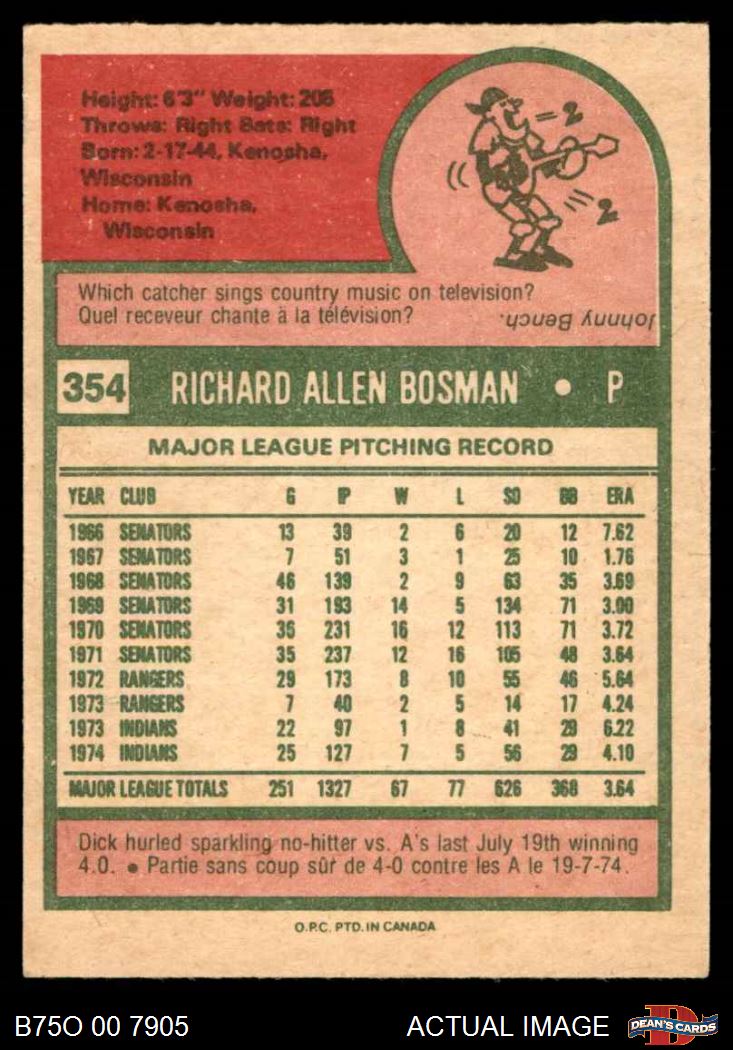 Height: 6'3" Weight: 205
Throws: Right Bats: Right
Born: 2-17-44, Kenosha,
Wisconsin
Home: Kenosha,
Wisconsin
=2
2
Which catcher sings country music on television?
Quel receveur chante à la télévision?
Johnny Bench.
354 RICHARD ALLEN BOSMAN • P
MAJOR LEAGUE PITCHING RECORD
YEAR CLUB G IP W L SO BB ERA
1966 SENATORS 13 39 2 6 20 12 7.62
1967 SENATORS 7 51 3 1 25 10 1.76
1968 SENATORS 46 139 2 9 63 35 3.69
1969 SENATORS 31 193 14 5 134 71 3.00
1970 SENATORS 36 231 16 12 113 71 3.72
1971 SENATORS 35 237 12 16 105 48 3.64
1972 RANGERS 29 173 8 10 55 46 5.64
1973 RANGERS 7 40 2 5 14 17 4.24
1973 INDIANS 22 97 1 8 41 29 6.22
1974 INDIANS 25 127 7 5 56 29 4.10
MAJOR LEAGUE TOTALS 251 1327 67 77 626 368 3.64
Dick hurled sparkling no-hitter vs. A's last July 19th winning
4.0. • Partie sans coup sûr de 4-0 contre les A le 19-7-74.
O.P.C. PTD. IN CANADA
B75O 00 7905 ACTUAL IMAGE DEAN'S CARDS